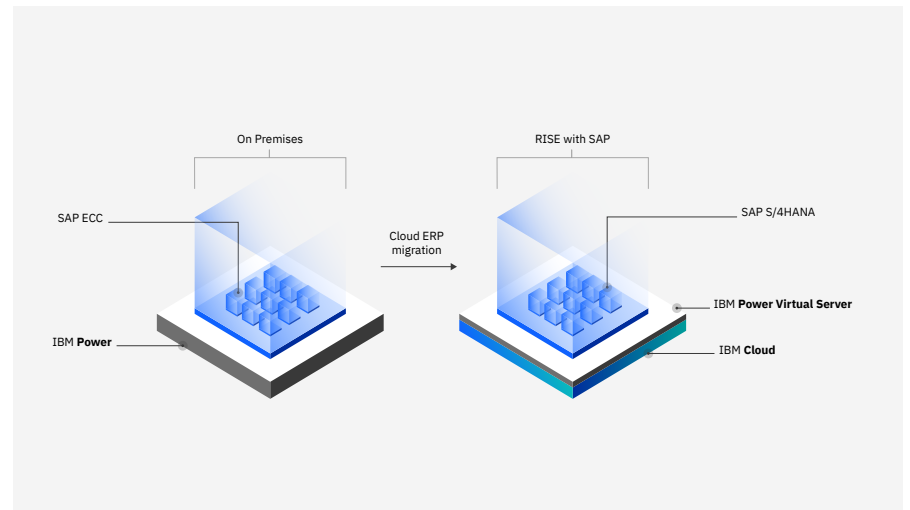 On Premises
RISE with SAP
SAP ECC
SAP S/4HANA
Cloud ERP
migration
IBM Power Virtual Server
IBM Power
IBM Cloud